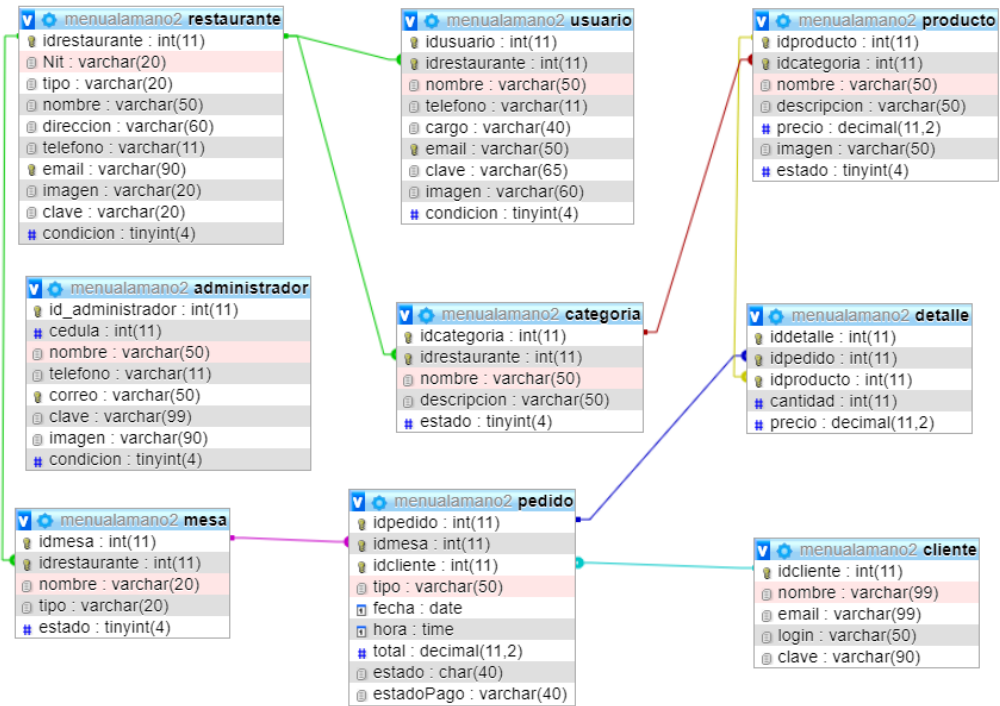 menualamano2 restaurante
idrestaurante : int(11)
Nit : varchar(20)
tipo : varchar(20)
nombre : varchar(50)
direccion : varchar(60)
telefono : varchar(11)
email : varchar(90)
imagen : varchar(20)
clave : varchar(20)
condicion : tinyint(4)
menualamano2 usuario
idusuario : int(11)
idrestaurante : int(11)
nombre : varchar(50)
telefono : varchar(11)
cargo : varchar(40)
email : varchar(50)
clave : varchar(65)
imagen : varchar(60)
condicion : tinyint(4)
menualamano2 producto
idproducto : int(11)
idcategoria : int(11)
nombre : varchar(50)
descripcion : varchar(50)
precio : decimal(11,2)
imagen : varchar(50)
estado : tinyint(4)
menualamano2 administrador
id_administrador : int(11)
cedula : int(11)
nombre : varchar(50)
telefono : varchar(11)
correo : varchar(50)
clave : varchar(99)
imagen : varchar(90)
condicion : tinyint(4)
menualamano2 categoria
idcategoria : int(11)
idrestaurante : int(11)
nombre : varchar(50)
descripcion : varchar(50)
estado : tinyint(4)
menualamano2 detalle
iddetalle : int(11)
idpedido : int(11)
idproducto : int(11)
cantidad : int(11)
precio : decimal(11,2)
menualamano2 mesa
idmesa : int(11)
idrestaurante : int(11)
nombre : varchar(20)
tipo : varchar(20)
estado : tinyint(4)
menualamano2 pedido
idpedido : int(11)
idmesa : int(11)
idcliente : int(11)
tipo : varchar(50)
fecha : date
hora : time
total : decimal(11,2)
estado : char(40)
estadoPago : varchar(40)
menualamano2 cliente
idcliente : int(11)
nombre : varchar(99)
email : varchar(99)
login : varchar(50)
clave : varchar(90)